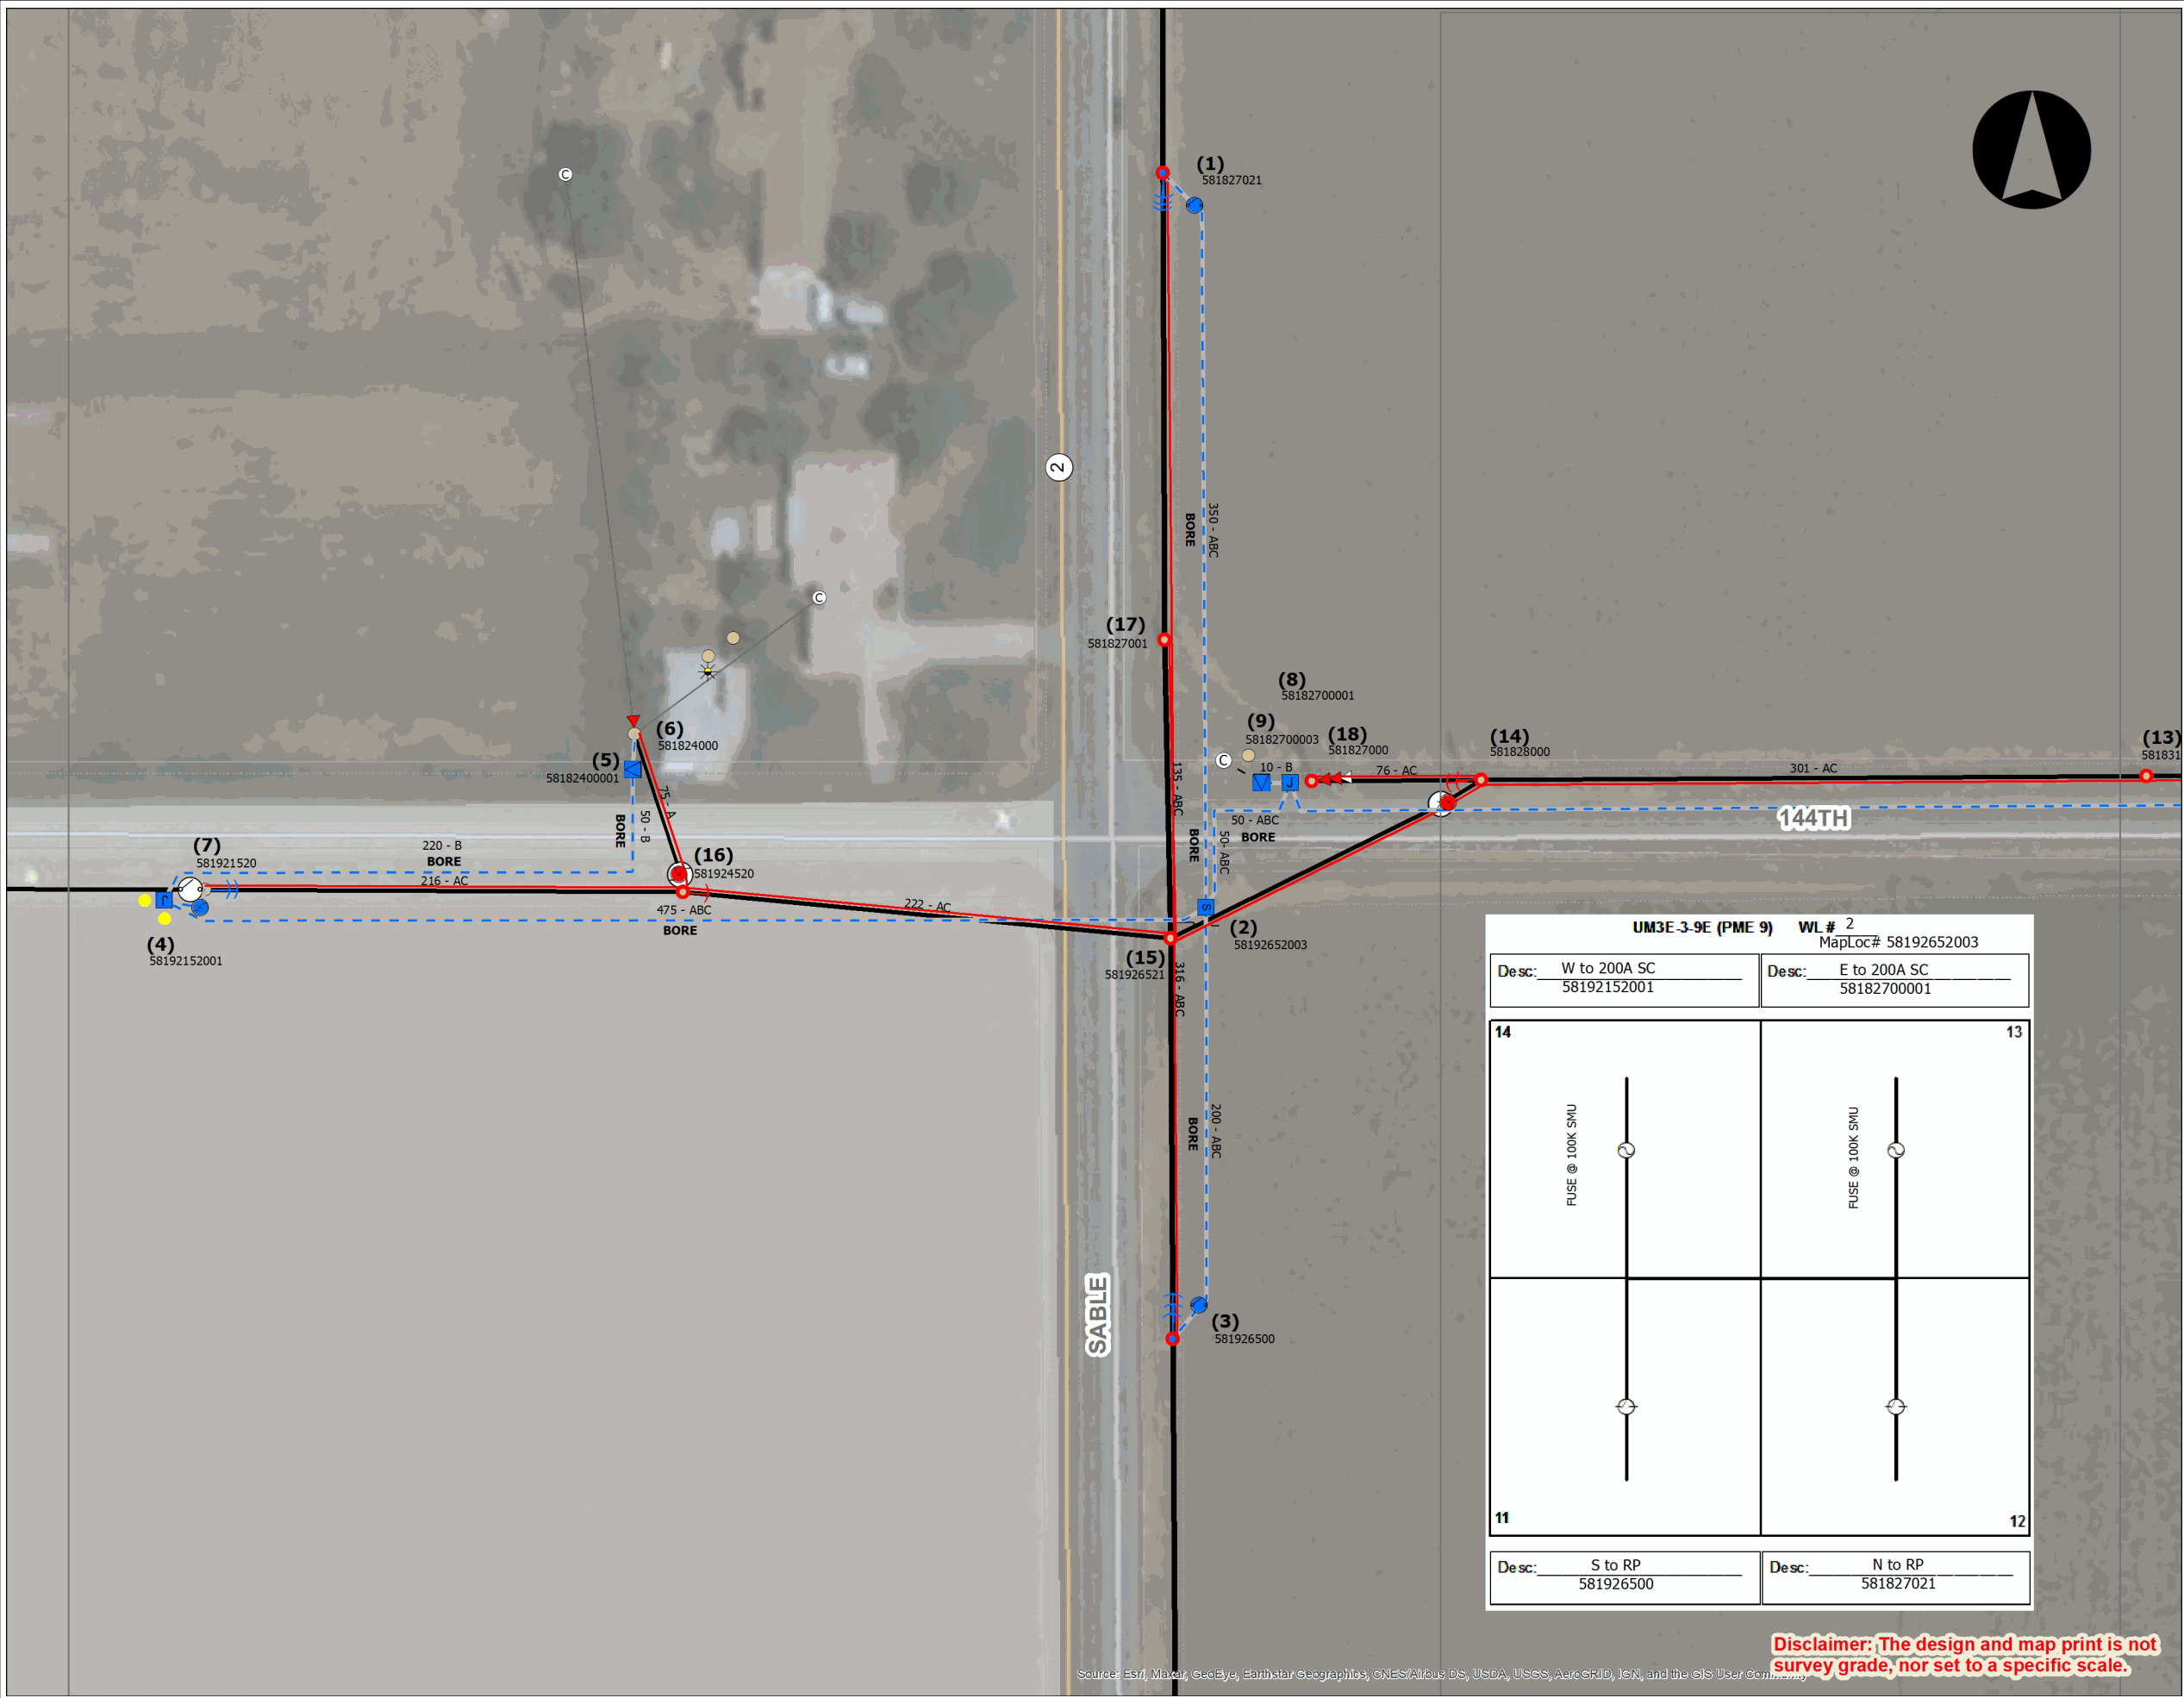 (1)
581827021
C
350 - ABC
BORE
2
C
(17)
581827001
(8)
58182700001
(9)
58182700003
(18)
581827000
(14)
581828000
(13)
581831
(6)
581824000
(5)
58182400001
C
10 - B
J
76 - AC
301 - AC
144TH
135 - ABC
75 - A
50 - B
BORE
50 - ABC
BORE
BORE
50- ABC
(7)
581921520
220 - B
BORE
216 - AC
(16)
581924520
475 - ABC
BORE
222 - AC
J
(4)
58192152001
S
(2)
58192652003
(15)
581926521
316 - ABC
200 - ABC
BORE
SABLE
(3)
581926500
UM3E-3-9E (PME 9) WL# 2
MapLoc# 58192652003
Desc: W to 200A SC
58192152001
Desc: E to 200A SC
58182700001
14
13
FUSE @ 100K SMU
FUSE @ 100K SMU
11
12
Desc: S to RP
581926500
Desc: N to RP
581827021
Disclaimer: The design and map print is not
survey grade, nor set to a specific scale.
Source: Esri, Maxar, GeoEye, Earthstar Geographics, CNES/Airbus DS, USDA, USGS, AeroGRID, IGN, and the GIS User Community